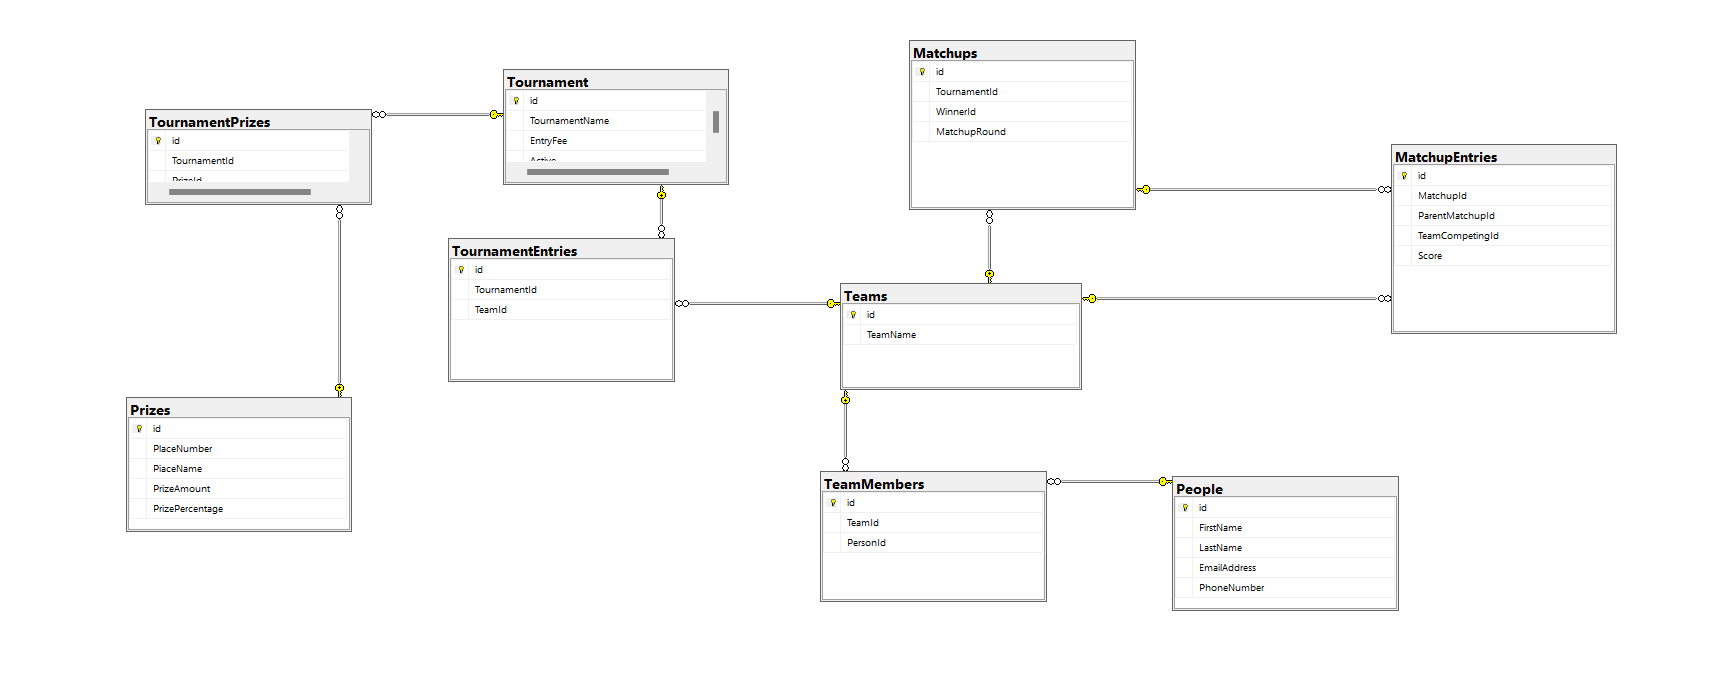 TournamentPrizes
id
TournamentId
PrizeId
Tournament
id
TournamentName
EntryFee
Active
Matchups
id
TournamentId
WinnerId
MatchupRound
MatchupEntries
id
MatchupId
ParentMatchupId
TeamCompetingId
Score
TournamentEntries
id
TournamentId
TeamId
Teams
id
TeamName
Prizes
id
PlaceNumber
PlaceName
PrizeAmount
PrizePercentage
TeamMembers
id
TeamId
PersonId
People
id
FirstName
LastName
EmailAddress
PhoneNumber